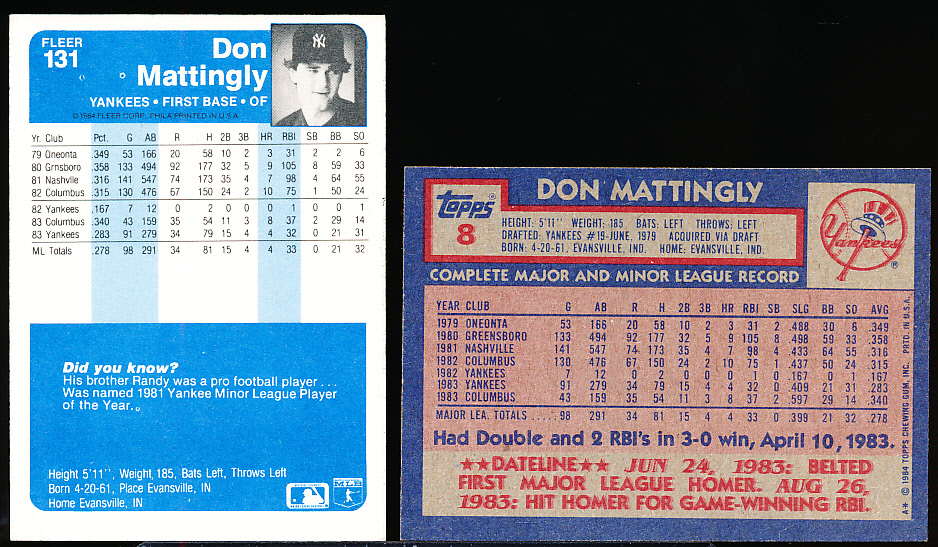 FLEER
131
Don
Mattingly
YANKEES • FIRST BASE • OF
© 1984 FLEER CORP. PHILA PRINTED IN U.S.A.
NY
Yr. Club Pct. G AB R H 2B 3B HR RBI SB BB SO
79 Oneonta .349 53 166 20 58 10 2 3 31 2 2 6
80 Grnsboro .358 133 494 92 177 32 5 9 105 8 59 33
81 Nashvlle .316 141 547 74 173 35 4 7 98 4 64 55
82 Columbus .315 130 476 67 150 24 2 10 75 1 50 24
82 Yankees .167 7 12 0 2 0 0 0 1 0 0 1
83 Columbus .340 43 159 35 54 11 3 8 37 2 29 14
83 Yankees .283 91 279 34 79 15 4 4 32 0 21 31
ML Totals .278 98 291 34 81 15 4 4 33 0 21 32
Did you know?
His brother Randy was a pro football player . . .
Was named 1981 Yankee Minor League Player
of the Year.
Height 5'11", Weight 185, Bats Left, Throws Left
Born 4-20-61, Place Evansville, IN
Home Evansville, IN
topps
8
DON MATTINGLY
HEIGHT: 5'11" WEIGHT: 185 BATS: LEFT THROWS: LEFT
DRAFTED: YANKEES #19-JUNE, 1979 ACQUIRED: VIA DRAFT
BORN: 4-20-61, EVANSVILLE, IND. HOME: EVANSVILLE, IND.
Yankees
®
COMPLETE MAJOR AND MINOR LEAGUE RECORD
YEAR CLUB G AB R H 2B 3B HR RBI SB SLG BB SO AVG
1979 ONEONTA 53 166 20 58 10 2 3 31 2 .488 30 6 .349
1980 GREENSBORO 133 494 92 177 32 5 9 105 8 .498 59 33 .358
1981 NASHVILLE 141 547 74 173 35 4 7 98 4 .433 64 55 .316
1982 COLUMBUS 130 476 67 150 24 2 10 75 1 .437 50 24 .315
1982 YANKEES 7 12 0 2 0 0 0 1 0 .167 0 1 .167
1983 YANKEES 91 279 34 79 15 4 4 32 0 .409 21 31 .283
1983 COLUMBUS 43 159 35 54 11 3 8 37 2 .597 29 14 .340
MAJOR LEA. TOTALS ..... 98 291 34 81 15 4 4 33 0 .399 21 32 .278
Had Double and 2 RBI's in 3-0 win, April 10, 1983.
★★DATELINE★★ JUN 24, 1983: BELTED
FIRST MAJOR LEAGUE HOMER. AUG 26,
1983: HIT HOMER FOR GAME-WINNING RBI.
A* © 1984 TOPPS CHEWING GUM, INC. PRTD IN U.S.A.